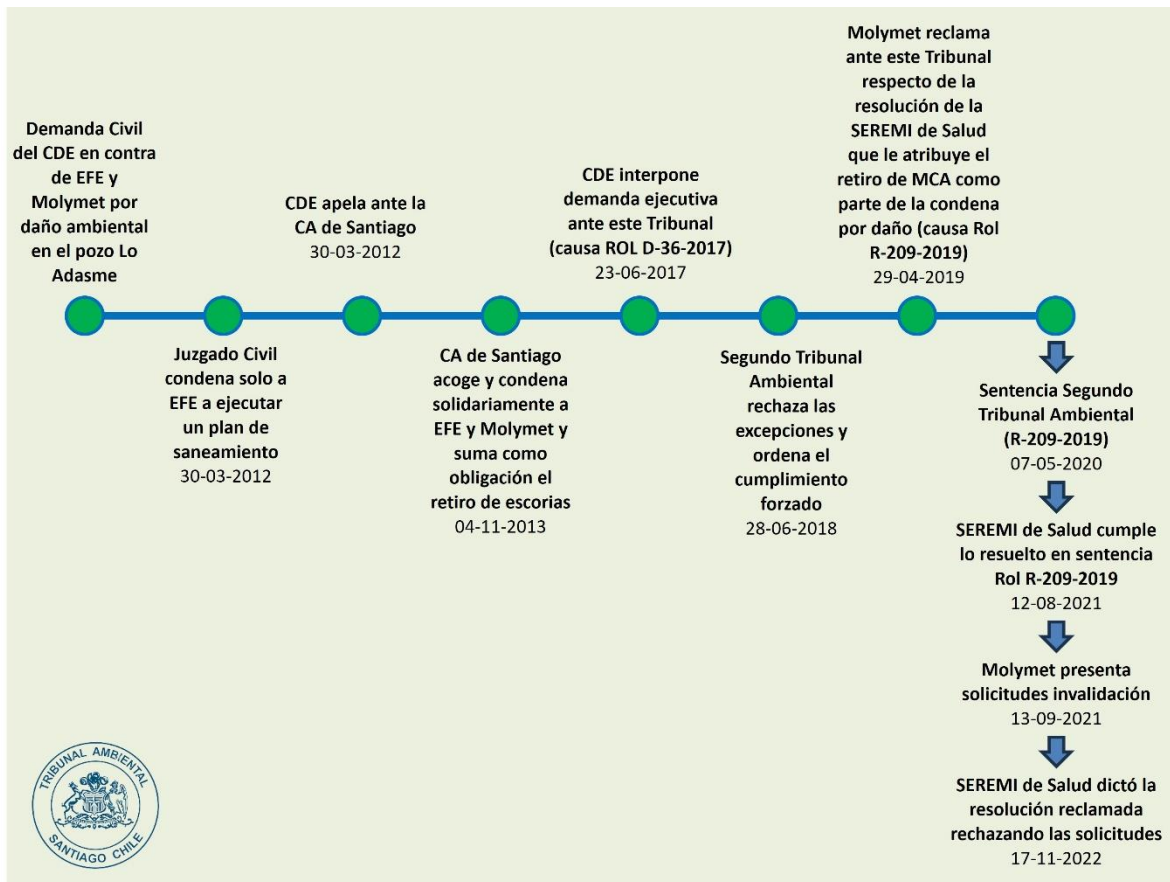 Demanda Civil
del CDE en contra
de EFE y
Molymet por
daño ambiental
en el pozo Lo
Adasme
Juzgado Civil
condena solo a
EFE a ejecutar
un plan de
saneamiento
30-03-2012
CDE apela ante la
CA de Santiago
30-03-2012
CA de Santiago
acoge y condena
solidariamente a
EFE y Molymet y
suma como
obligación el
retiro de escorias
04-11-2013
CDE interpone
demanda ejecutiva
ante este Tribunal
(causa ROL D-36-2017)
23-06-2017
Segundo Tribunal
Ambiental
rechaza las
excepciones y
ordena el
cumplimiento
forzado
28-06-2018
Molymet reclama
ante este Tribunal
respecto de la
resolución de la
SEREMI de Salud
que le atribuye el
retiro de MCA como
parte de la condena
por daño (causa Rol
R-209-2019)
29-04-2019
Sentencia Segundo
Tribunal Ambiental
(R-209-2019)
07-05-2020
SEREMI de Salud cumple
lo resuelto en sentencia
Rol R-209-2019
12-08-2021
Molymet presenta
solicitudes invalidación
13-09-2021
SEREMI de Salud dictó la
resolución reclamada
rechazando las solicitudes
17-11-2022
TRIBUNAL AMBIENTAL
SANTIAGO CHILE